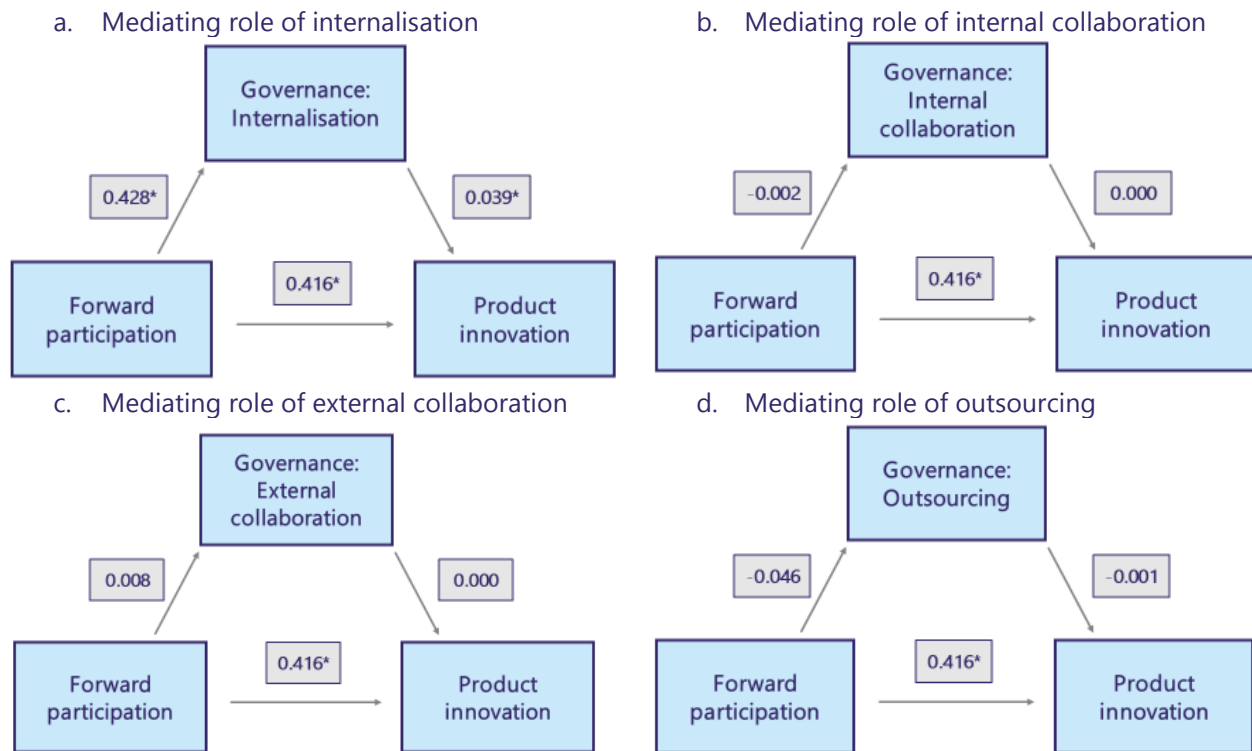 a. Mediating role of internalisation
Governance:
Internalisation
0.428*
0.039*
0.416*
Forward
participation
Product
innovation
b. Mediating role of internal collaboration
Governance:
Internal
collaboration
-0.002
0.000
0.416*
Forward
participation
Product
innovation
c. Mediating role of external collaboration
Governance:
External
collaboration
0.008
0.000
0.416*
Forward
participation
Product
innovation
d. Mediating role of outsourcing
Governance:
Outsourcing
-0.046
-0.001
0.416*
Forward
participation
Product
innovation